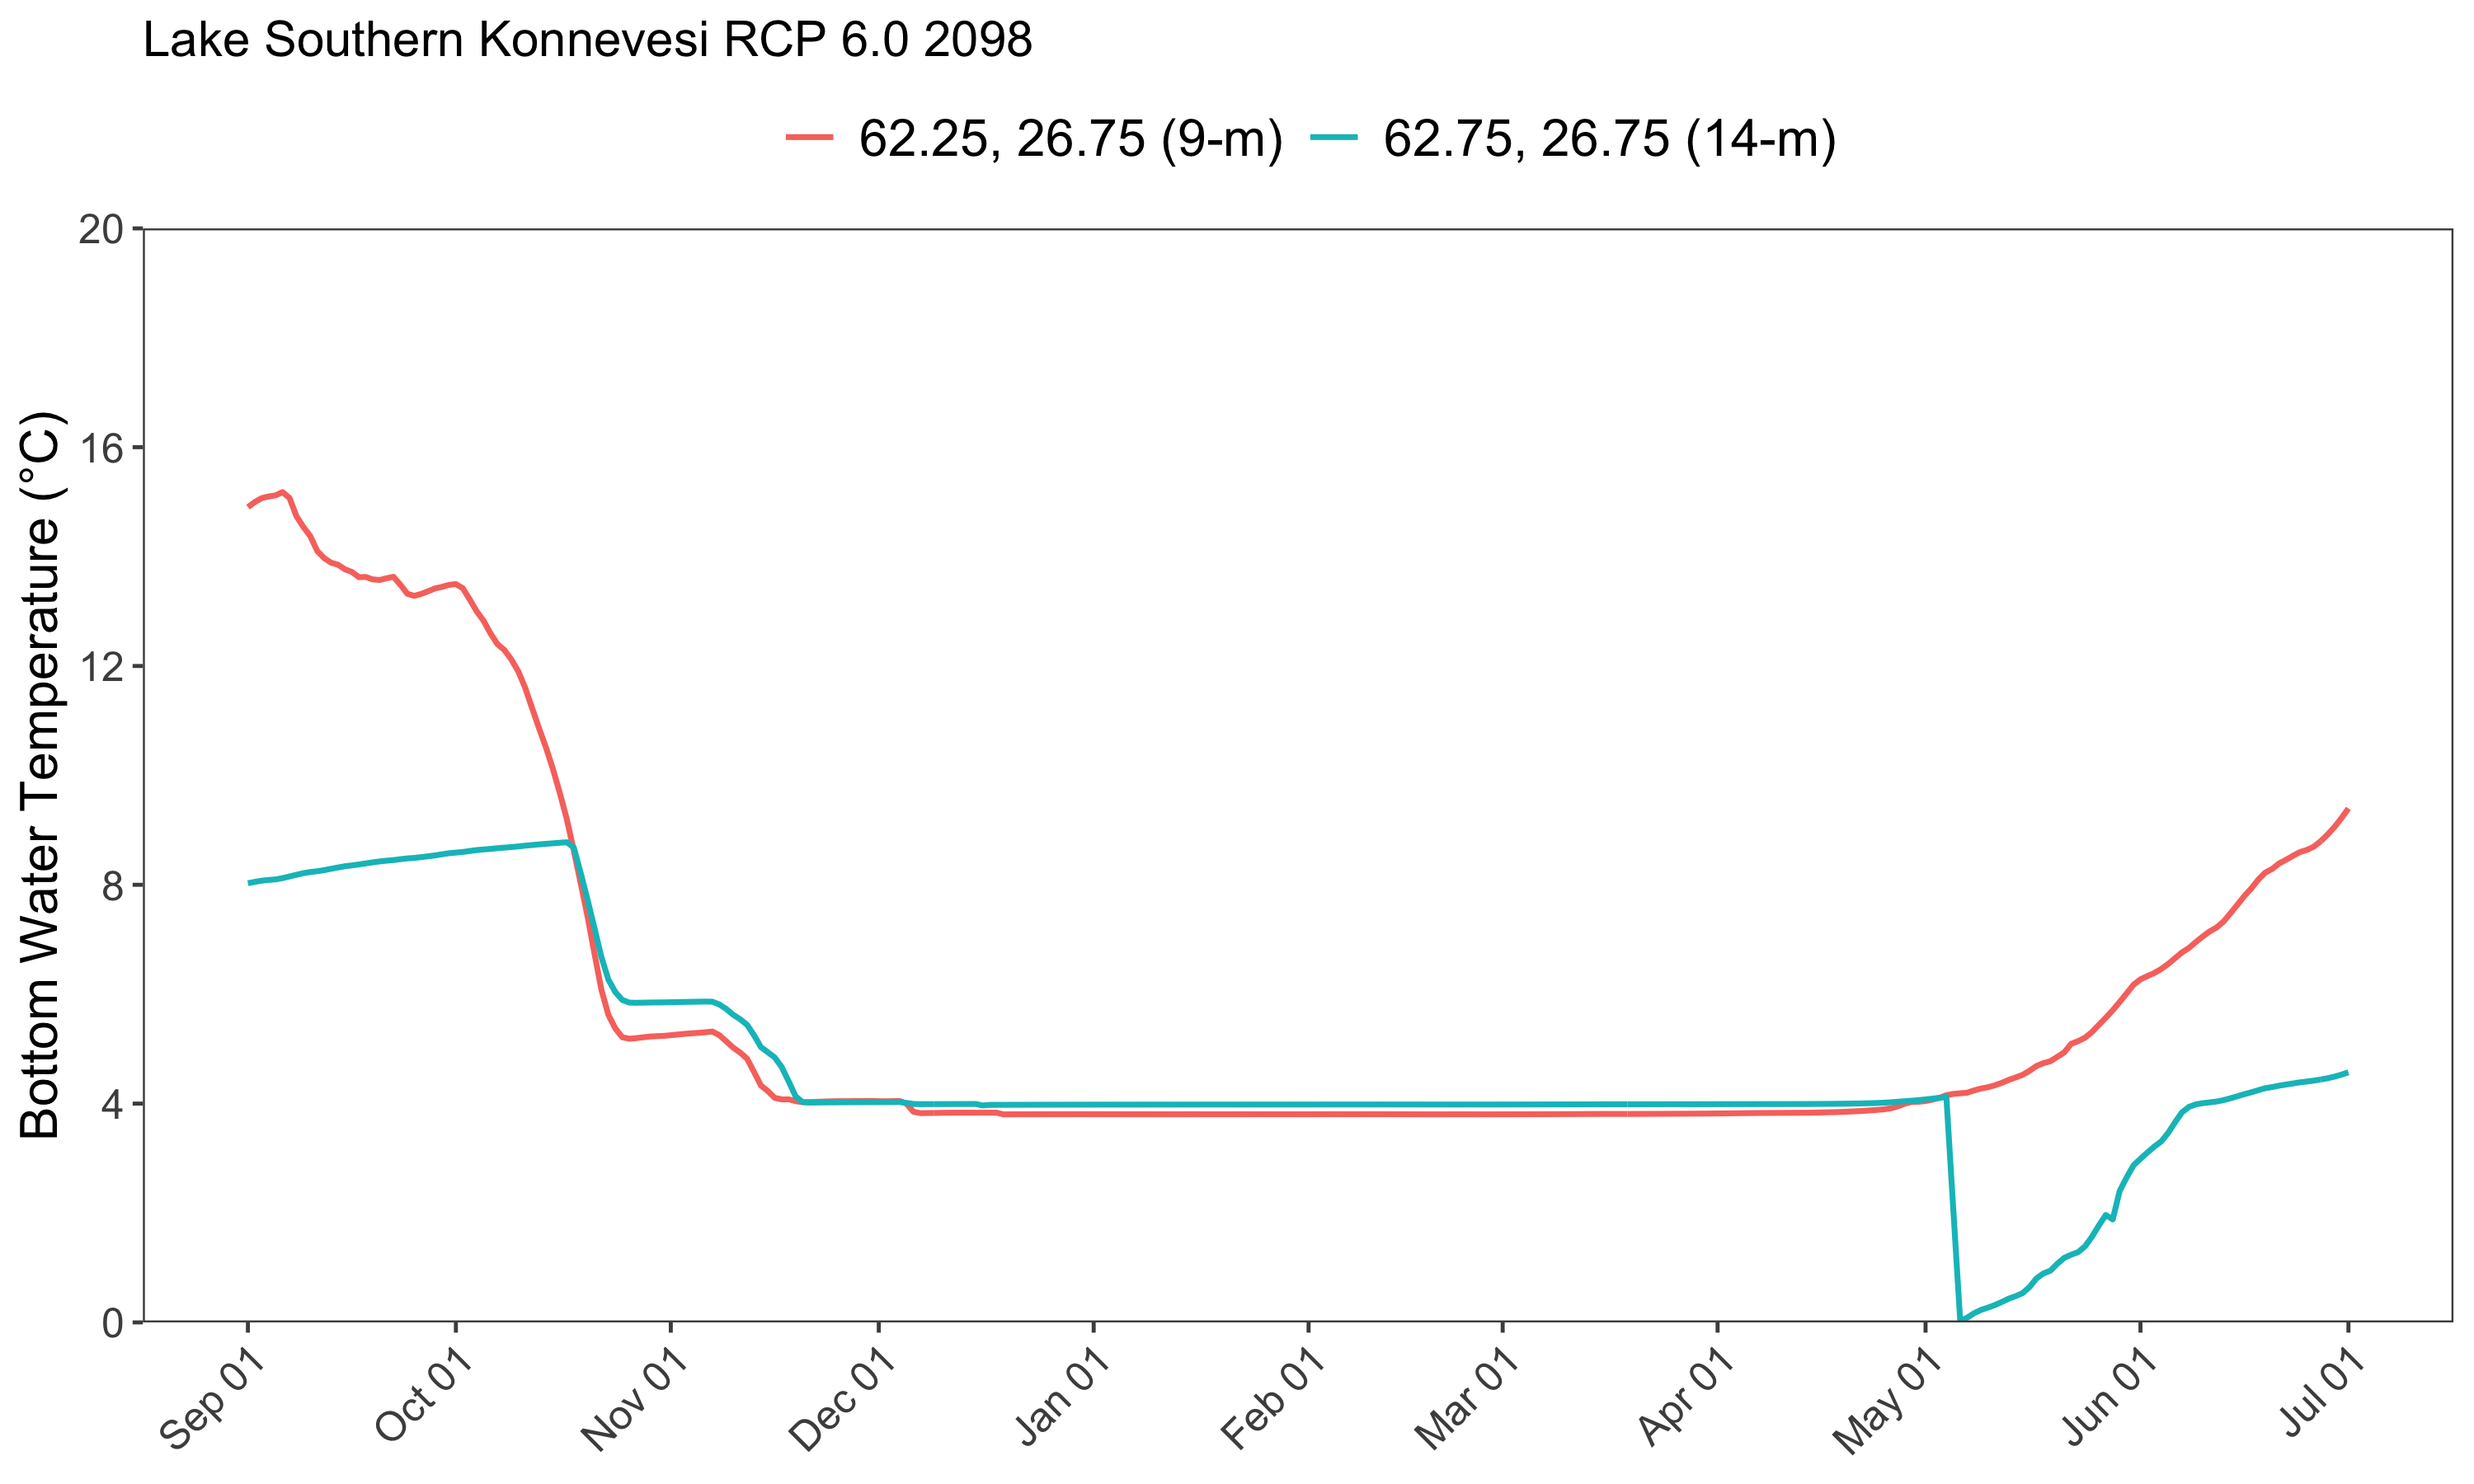 Lake Southern Konnevesi RCP 6.0 2098
62.25, 26.75 (9-m) 62.75, 26.75 (14-m)
Bottom Water Temperature (°C)
20
16
12
8
4
0
Sep 01 Oct 01 Nov 01 Dec 01 Jan 01 Feb 01 Mar 01 Apr 01 May 01 Jun 01 Jul 01